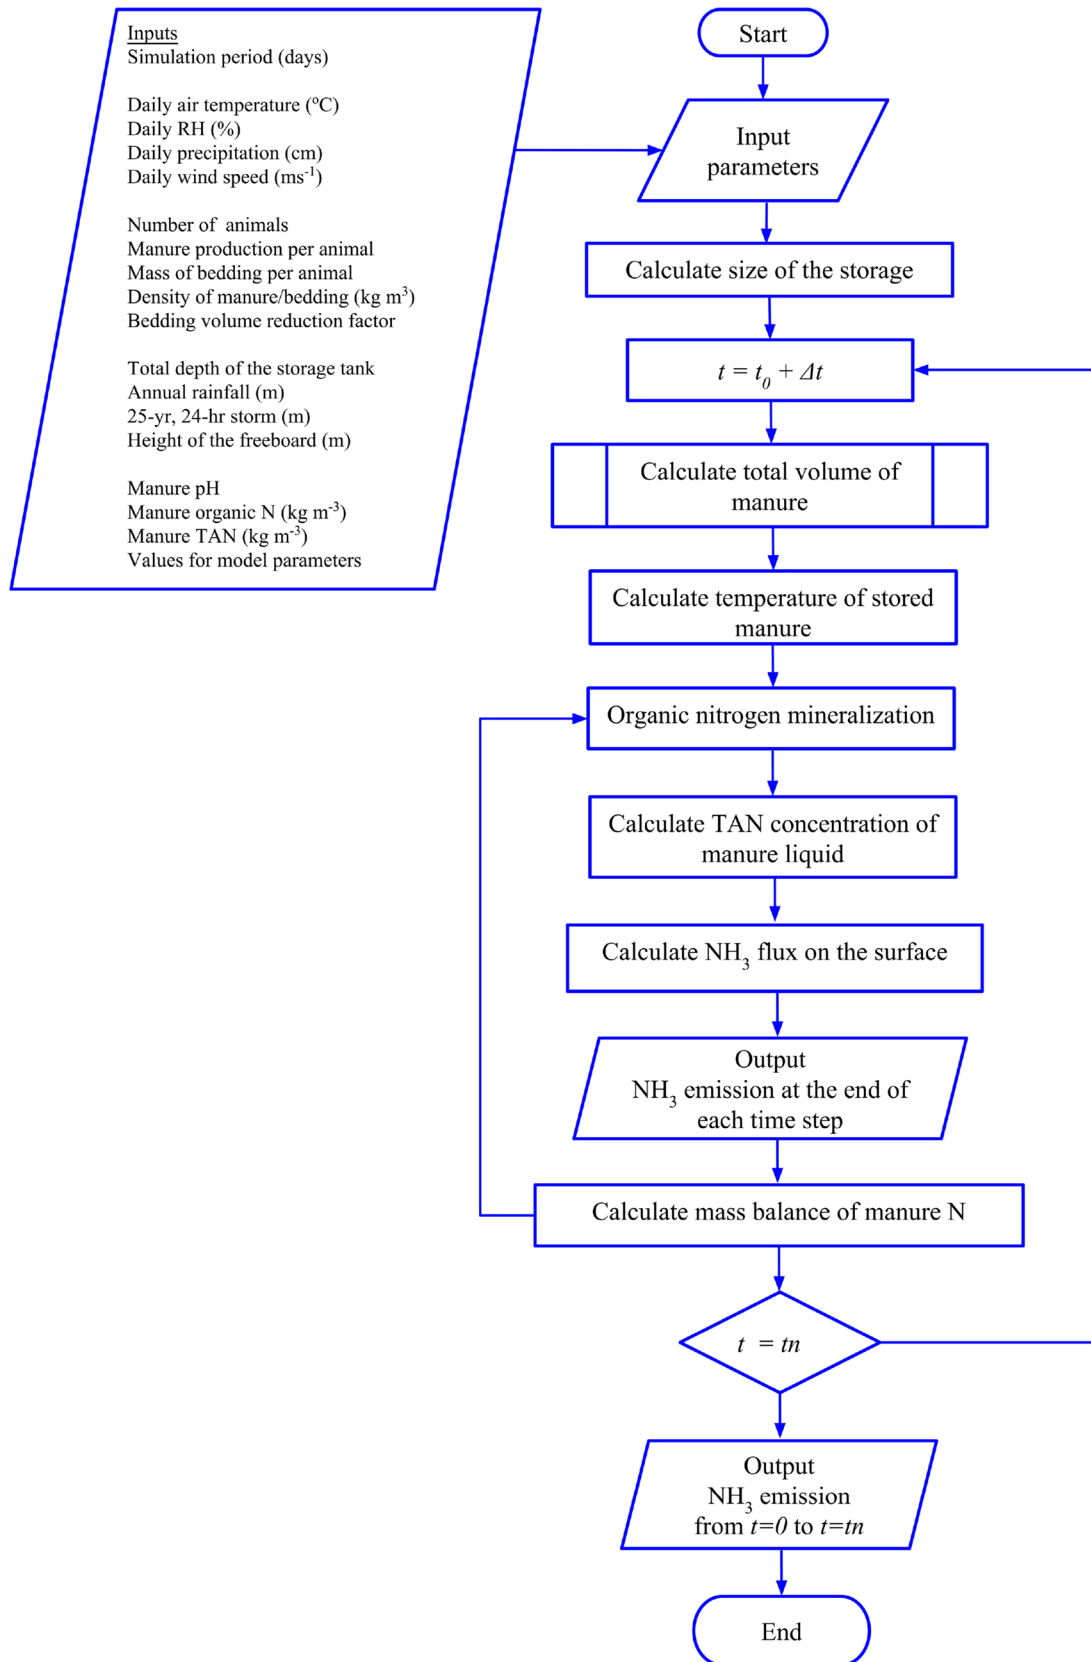 Inputs
Simulation period (days)
Daily air temperature (ºC)
Daily RH (%)
Daily precipitation (cm)
Daily wind speed (ms⁻¹)
Number of animals
Manure production per animal
Mass of bedding per animal
Density of manure/bedding (kg m³)
Bedding volume reduction factor
Total depth of the storage tank
Annual rainfall (m)
25-yr, 24-hr storm (m)
Height of the freeboard (m)
Manure pH
Manure organic N (kg m⁻³)
Manure TAN (kg m⁻³)
Values for model parameters
Start
Input
parameters
Calculate size of the storage
t = t₀ + Δt
Calculate total volume of
manure
Calculate temperature of stored
manure
Organic nitrogen mineralization
Calculate TAN concentration of
manure liquid
Calculate NH₃ flux on the surface
Output
NH₃ emission at the end of
each time step
Calculate mass balance of manure N
t = tn
Output
NH₃ emission
from t=0 to t=tn
End